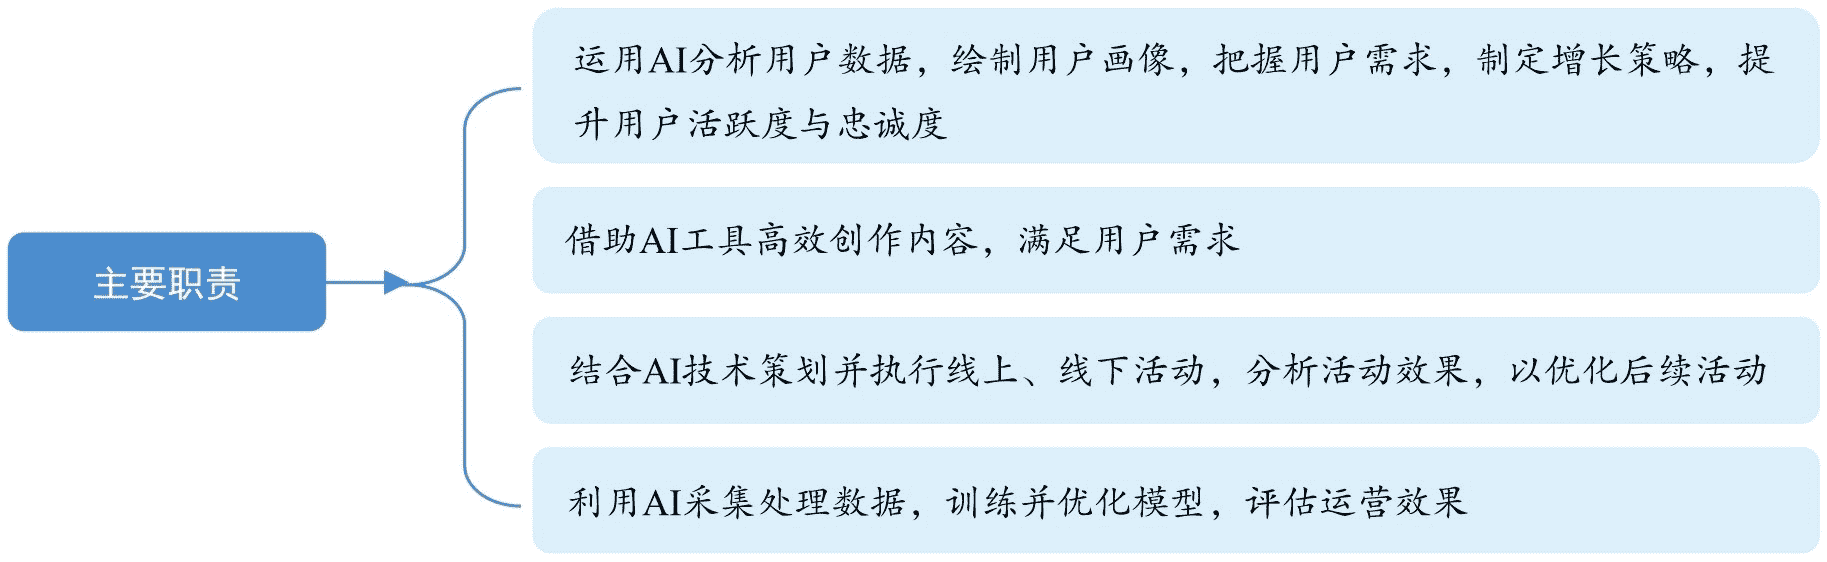 主要职责
运用AI分析用户数据，绘制用户画像，把握用户需求，制定增长策略，提
升用户活跃度与忠诚度
借助AI工具高效创作内容，满足用户需求
结合AI技术策划并执行线上、线下活动，分析活动效果，以优化后续活动
利用AI采集处理数据，训练并优化模型，评估运营效果